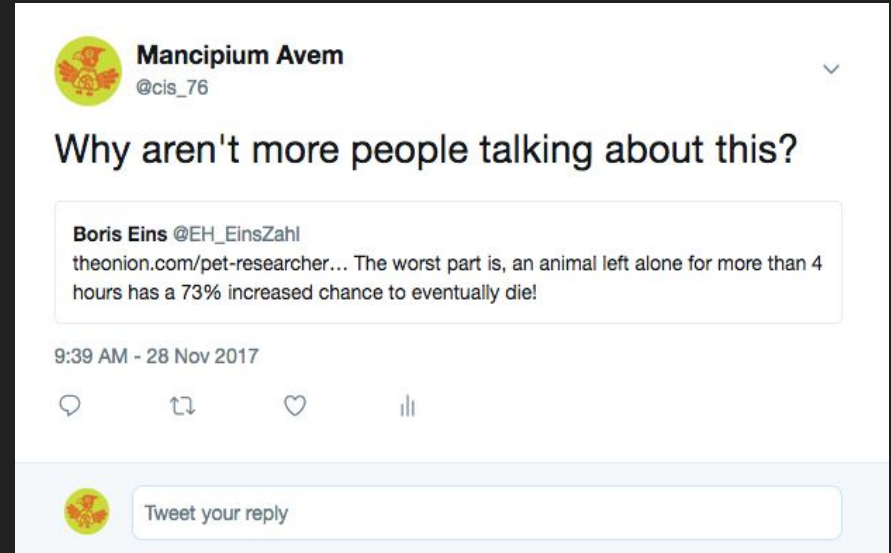 Mancipium Avem
@cis_76
Why aren't more people talking about this?
Boris Eins @EH_EinsZahl
theonion.com/pet-researcher... The worst part is, an animal left alone for more than 4
hours has a 73% increased chance to eventually die!
9:39 AM - 28 Nov 2017
Tweet your reply